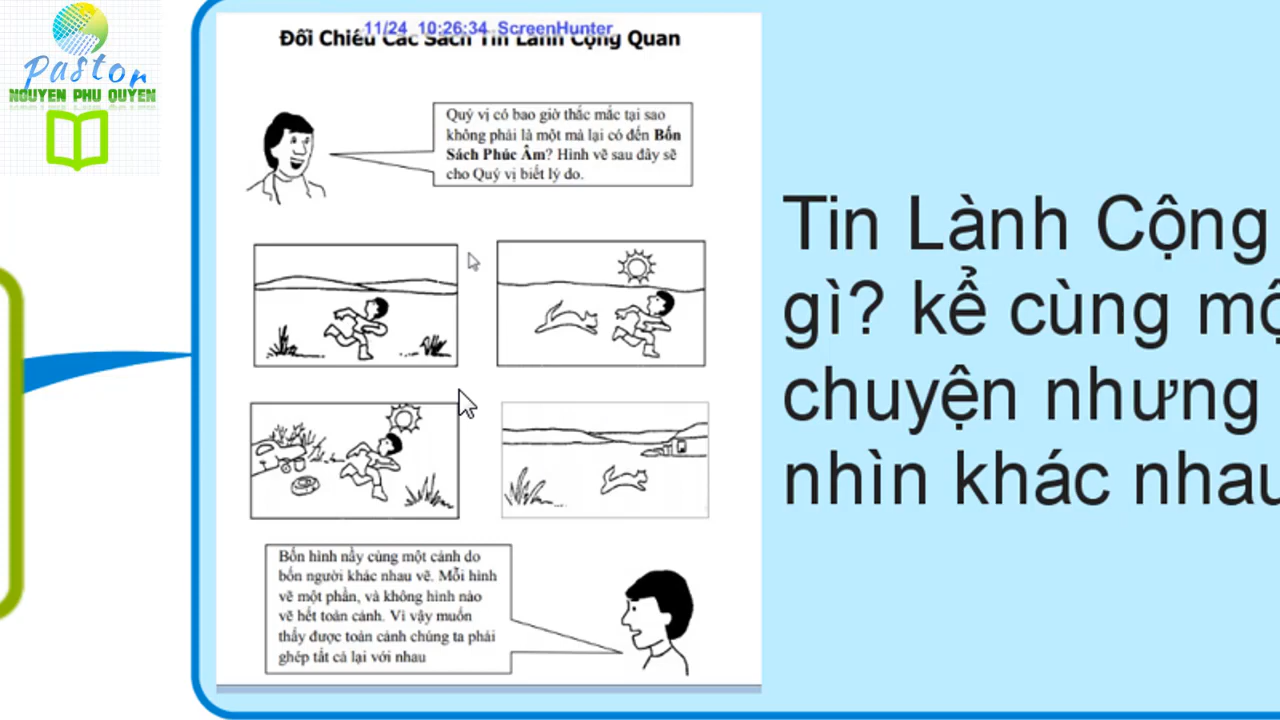 Pastor
NGUYEN PHU QUYEN
11/24 10:26:34 ScreenHunter
Đối Chiếu Các Sách Tin Lành Cộng Quan
Quý vị có bao giờ thắc mắc tại sao
không phải là một mà lại có đến Bốn
Sách Phúc Âm? Hình vẽ sau đây sẽ
cho Quý vị biết lý do.
Bốn hình nầy cùng một cảnh do
bốn người khác nhau vẽ. Mỗi hình
vẽ một phần, và không hình nào
vẽ hết toàn cảnh. Vì vậy muốn
thấy được toàn cảnh chúng ta phải
ghép tất cả lại với nhau
Tin Lành Cộng
gì? kể cùng mộ
chuyện nhưng
nhìn khác nhau